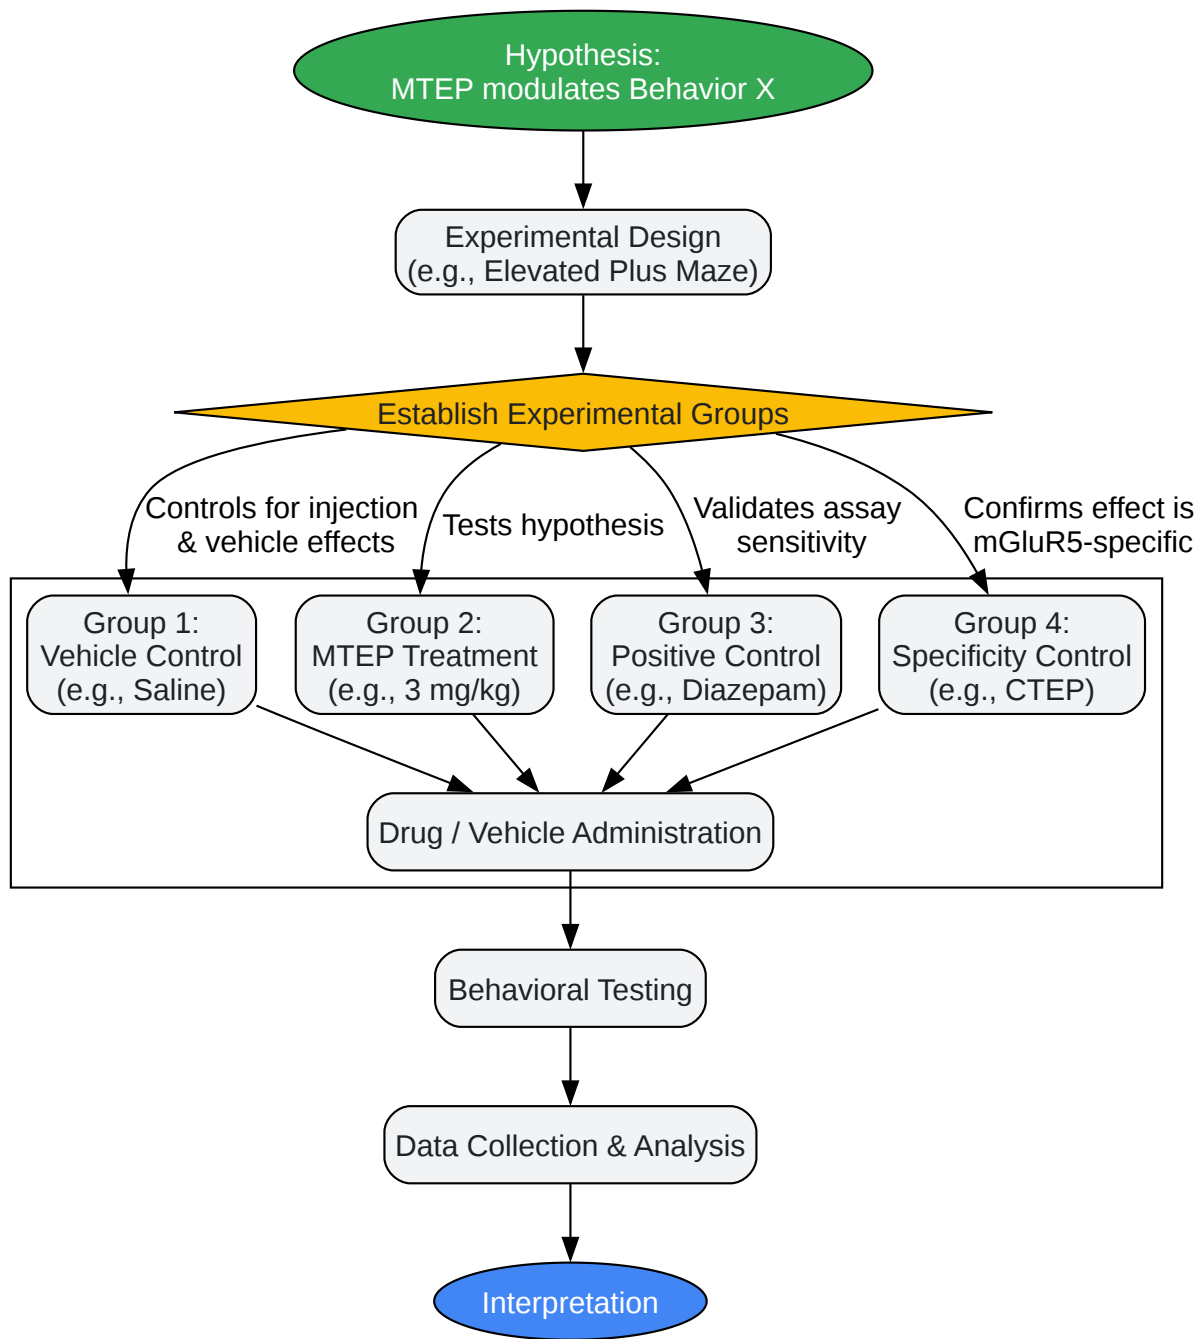 Hypothesis:
MTEP modulates Behavior X
Experimental Design
(e.g., Elevated Plus Maze)
Establish Experimental Groups
Controls for injection
& vehicle effects
Tests hypothesis
Validates assay
sensitivity
Confirms effect is
mGluR5-specific
Group 1:
Vehicle Control
(e.g., Saline)
Group 2:
MTEP Treatment
(e.g., 3 mg/kg)
Group 3:
Positive Control
(e.g., Diazepam)
Group 4:
Specificity Control
(e.g., CTEP)
Drug / Vehicle Administration
Behavioral Testing
Data Collection & Analysis
Interpretation